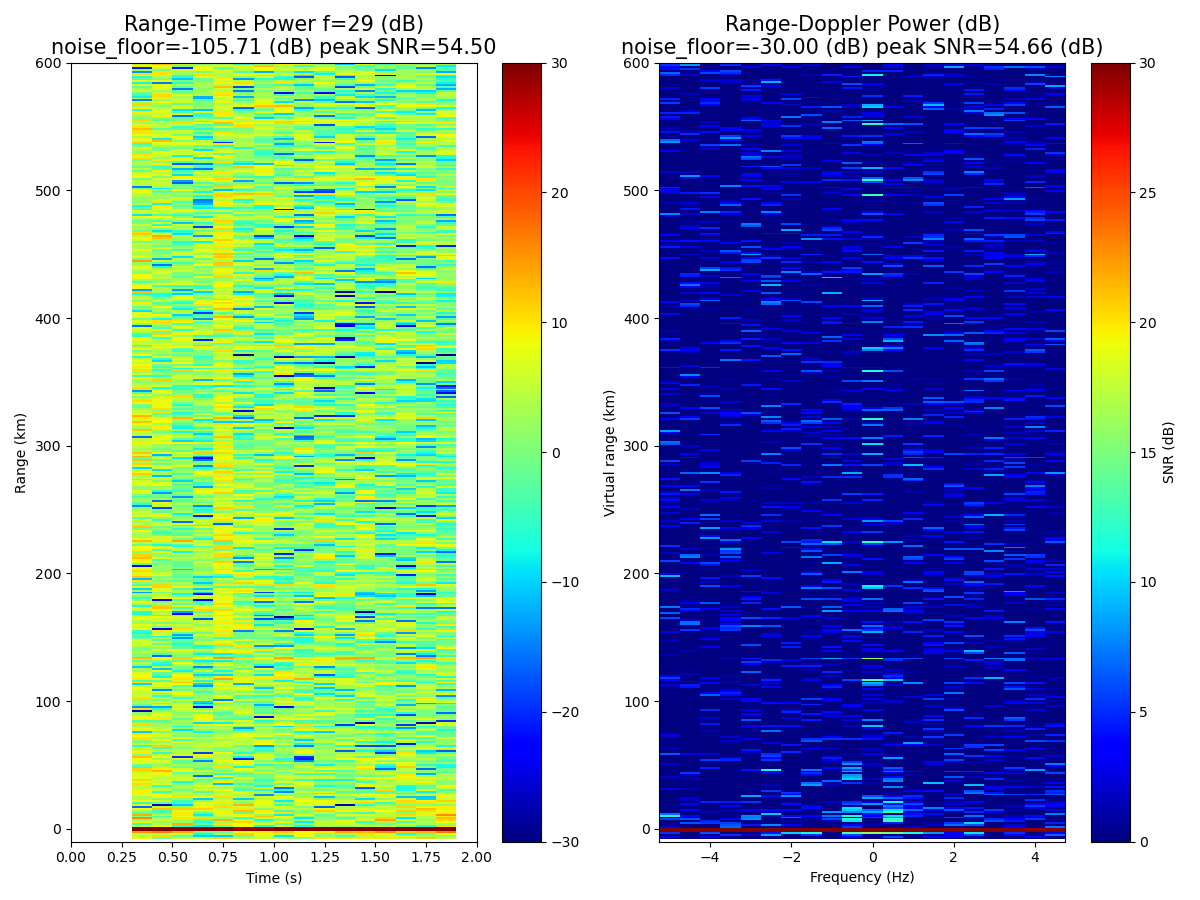 Range-Time Power f=29 (dB)
noise_floor=-105.71 (dB) peak SNR=54.50
Range-Doppler Power (dB)
noise_floor=-30.00 (dB) peak SNR=54.66 (dB)
600
500
400
300
200
100
0
Range (km)
0.00 0.25 0.50 0.75 1.00 1.25 1.50 1.75 2.00
Time (s)
30
20
10
0
−10
−20
−30
600
500
400
300
200
100
0
Virtual range (km)
−4 −2 0 2 4
Frequency (Hz)
30
25
20
15
10
5
0
SNR (dB)